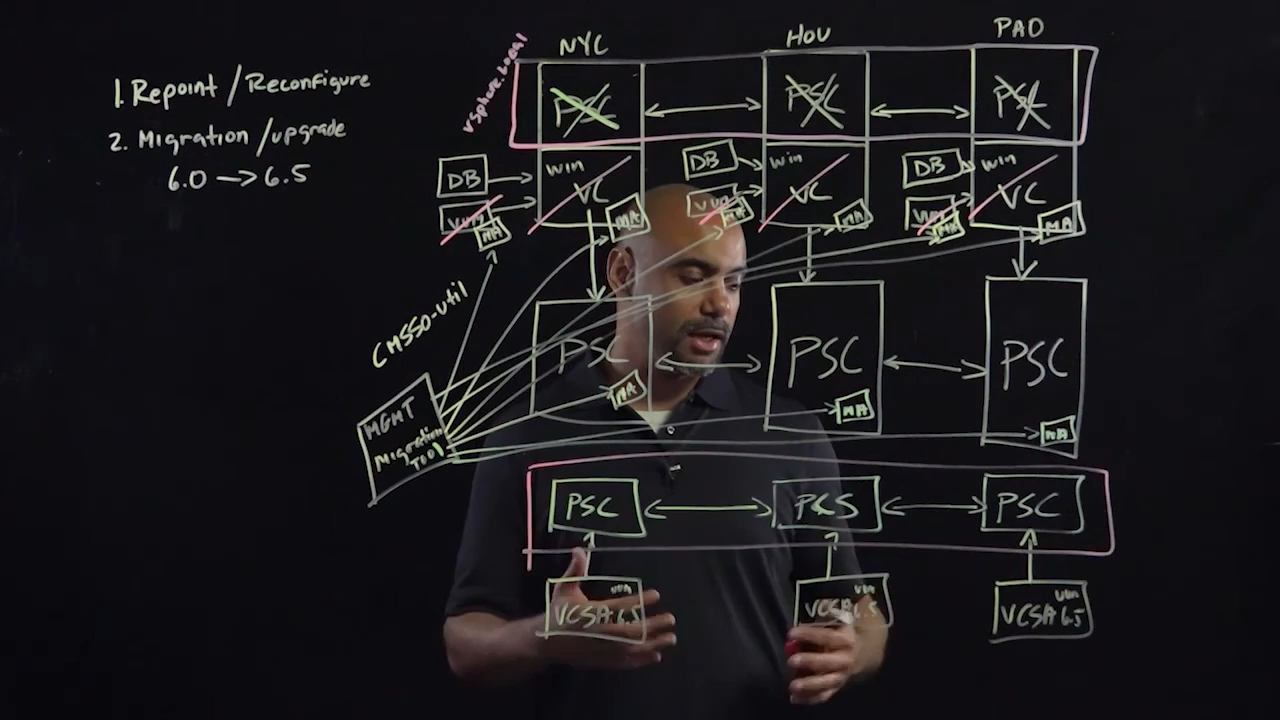 NYC
HOU
PAO
vsphere.local
1. Repoint / Reconfigure
2. Migration / upgrade
6.0 → 6.5
PSC
PSC
PSC
DB
win
VC
VUM
MA
MA
DB
win
VC
VUM
MA
MA
DB
win
VC
VUM
MA
MA
CMSSO-util
PSC
MA
PSC
MA
PSC
MA
MGMT
Migration
Tool
PSC
PCS
PSC
VUM
VCSA 6.5
VUM
VCSA 6.5
VUM
VCSA 6.5